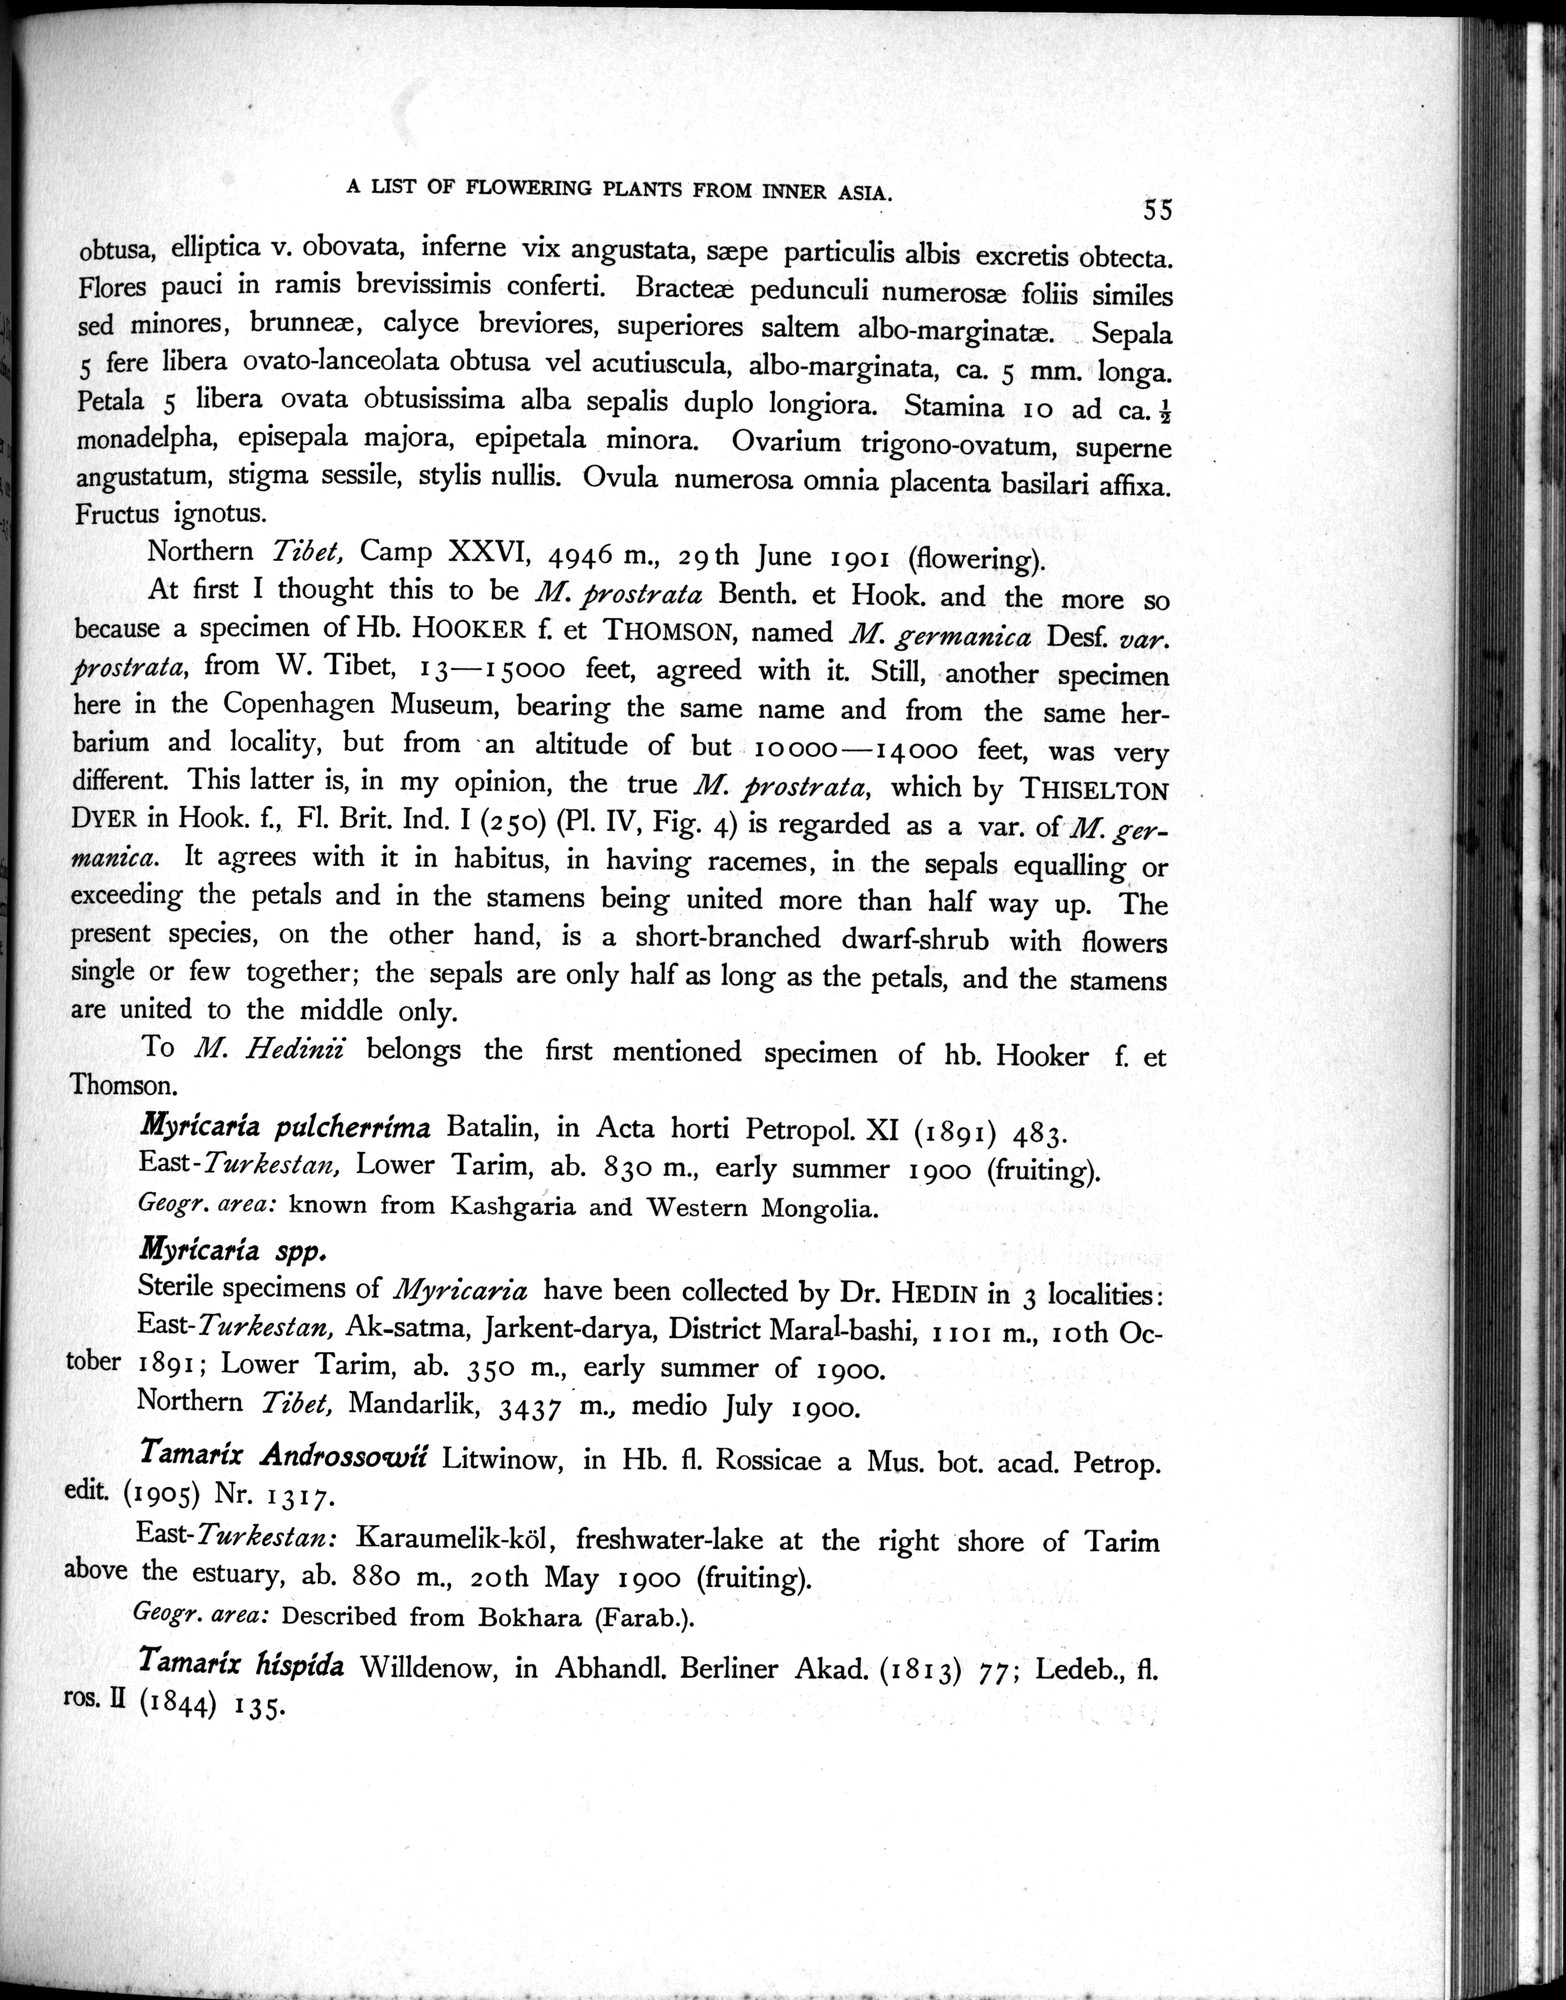 A LIST OF FLOWERING PLANTS FROM INNER ASIA.
55
obtusa, elliptica v. obovata, inferne vix angustata, sæpe particulis albis excretis obtecta.
Flores pauci in ramis brevissimis conferti. Bracteæ pedunculi numerosæ foliis similes
sed minores, brunneæ, calyce breviores, superiores saltem albo-marginatæ. Sepala
5 fere libera ovato-lanceolata obtusa vel acutiuscula, albo-marginata, ca. 5 mm. longa.
Petala 5 libera ovata obtusissima alba sepalis duplo longiora. Stamina 10 ad ca. ½
monadelpha, episepala majora, epipetala minora. Ovarium trigono-ovatum, superne
angustatum, stigma sessile, stylis nullis. Ovula numerosa omnia placenta basilari affixa.
Fructus ignotus.
Northern Tibet, Camp XXVI, 4946 m., 29th June 1901 (flowering).
At first I thought this to be M. prostrata Benth. et Hook. and the more so
because a specimen of Hb. HOOKER f. et THOMSON, named M. germanica Desf. var.
prostrata, from W. Tibet, 13—15000 feet, agreed with it. Still, another specimen
here in the Copenhagen Museum, bearing the same name and from the same her-
barium and locality, but from an altitude of but 10000—14000 feet, was very
different. This latter is, in my opinion, the true M. prostrata, which by THISELTON
DYER in Hook. f., Fl. Brit. Ind. I (250) (Pl. IV, Fig. 4) is regarded as a var. of M. ger-
manica. It agrees with it in habitus, in having racemes, in the sepals equalling or
exceeding the petals and in the stamens being united more than half way up. The
present species, on the other hand, is a short-branched dwarf-shrub with flowers
single or few together; the sepals are only half as long as the petals, and the stamens
are united to the middle only.
To M. Hedinii belongs the first mentioned specimen of hb. Hooker f. et
Thomson.
Myricaria pulcherrima Batalin, in Acta horti Petropol. XI (1891) 483.
East-Turkestan, Lower Tarim, ab. 830 m., early summer 1900 (fruiting).
Geogr. area: known from Kashgaria and Western Mongolia.
Myricaria spp.
Sterile specimens of Myricaria have been collected by Dr. HEDIN in 3 localities:
East-Turkestan, Ak-satma, Jarkent-darya, District Maral-bashi, 1101 m., 10th Oc-
tober 1891; Lower Tarim, ab. 350 m., early summer of 1900.
Northern Tibet, Mandarlik, 3437 m., medio July 1900.
Tamarix Androssowii Litwinow, in Hb. fl. Rossicae a Mus. bot. acad. Petrop.
edit. (1905) Nr. 1317.
East-Turkestan: Karaumelik-köl, freshwater-lake at the right shore of Tarim
above the estuary, ab. 880 m., 20th May 1900 (fruiting).
Geogr. area: Described from Bokhara (Farab.).
Tamarix hispida Willdenow, in Abhandl. Berliner Akad. (1813) 77; Ledeb., fl.
ros. II (1844) 135.